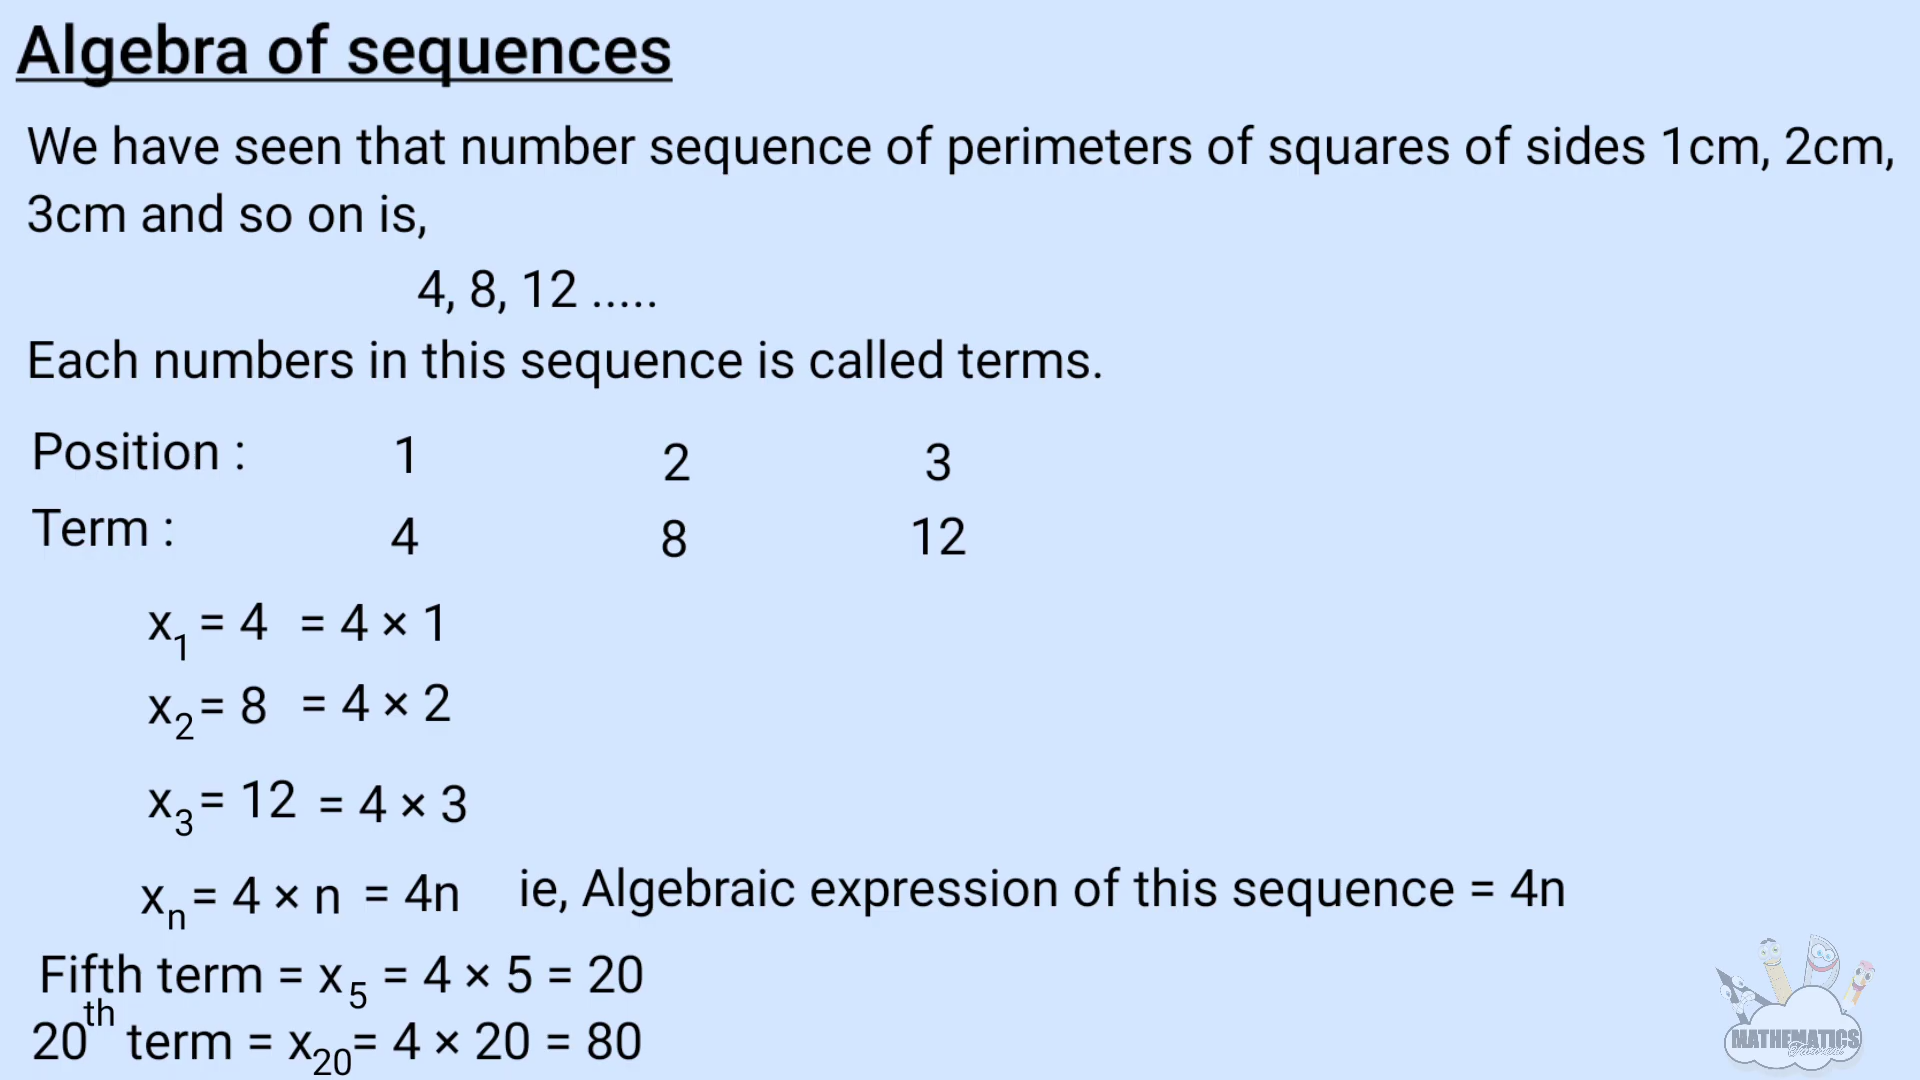 Algebra of sequences
We have seen that number sequence of perimeters of squares of sides 1cm, 2cm,
3cm and so on is,
4, 8, 12 .....
Each numbers in this sequence is called terms.
Position : 1 2 3
Term : 4 8 12
x₁ = 4 = 4 × 1
x₂ = 8 = 4 × 2
x₃ = 12 = 4 × 3
xₙ = 4 × n = 4n ie, Algebraic expression of this sequence = 4n
Fifth term = x₅ = 4 × 5 = 20
20ᵗʰ term = x₂₀ = 4 × 20 = 80
MATHEMATICS